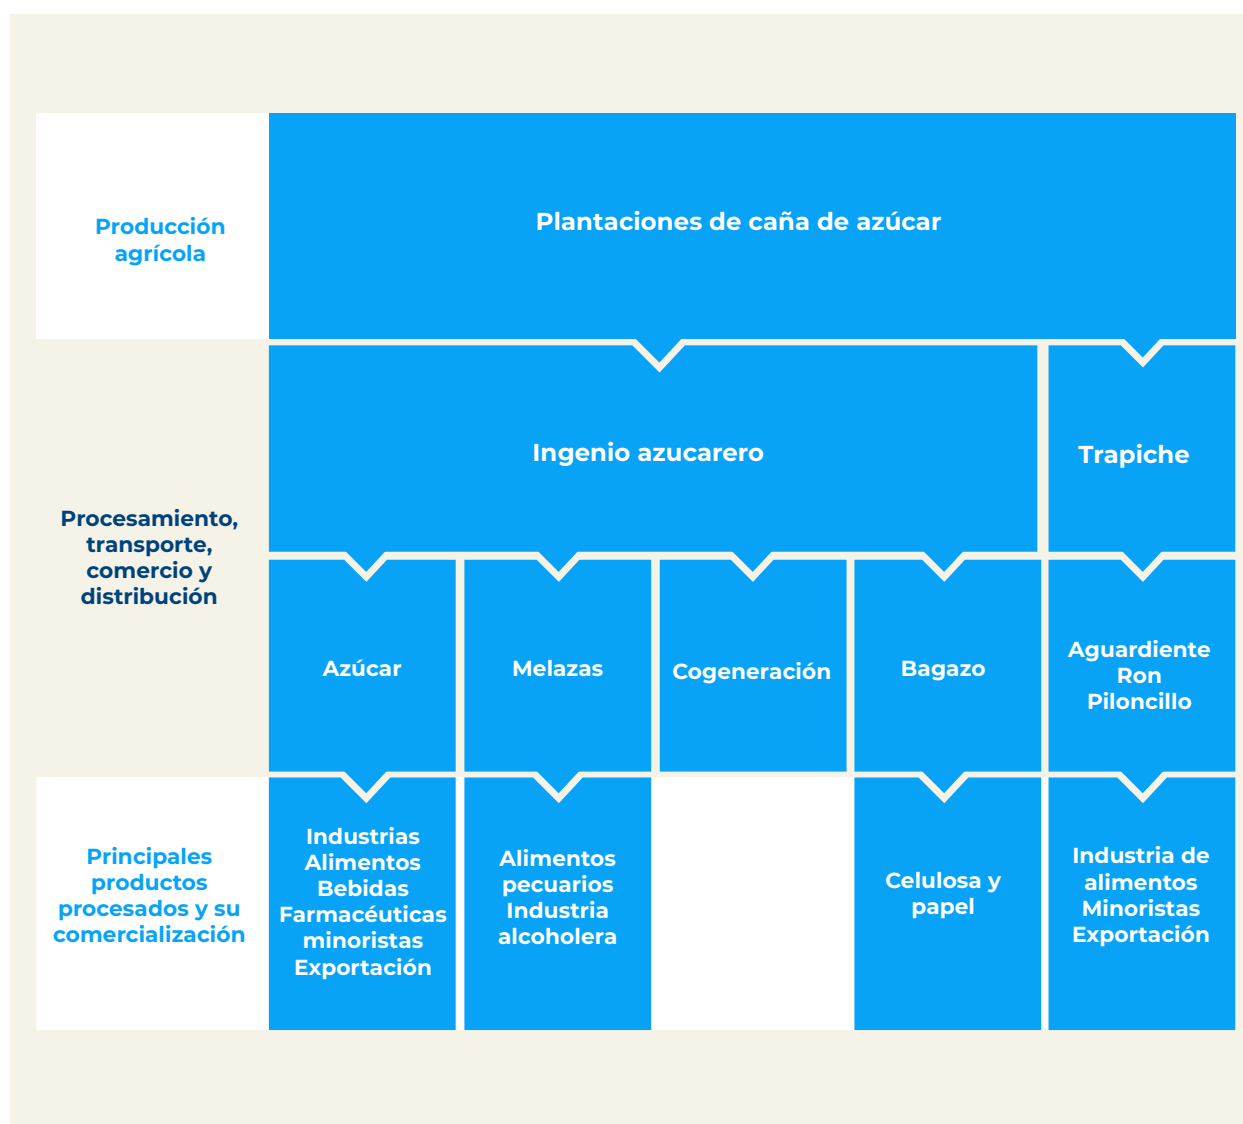 Producción
agrícola
Plantaciones de caña de azúcar
Procesamiento,
transporte,
comercio y
distribución
Ingenio azucarero
Trapiche
Azúcar
Melazas
Cogeneración
Bagazo
Aguardiente
Ron
Piloncillo
Principales
productos
procesados y su
comercialización
Industrias
Alimentos
Bebidas
Farmacéuticas
minoristas
Exportación
Alimentos
pecuarios
Industria
alcoholera
Celulosa y
papel
Industria de
alimentos
Minoristas
Exportación